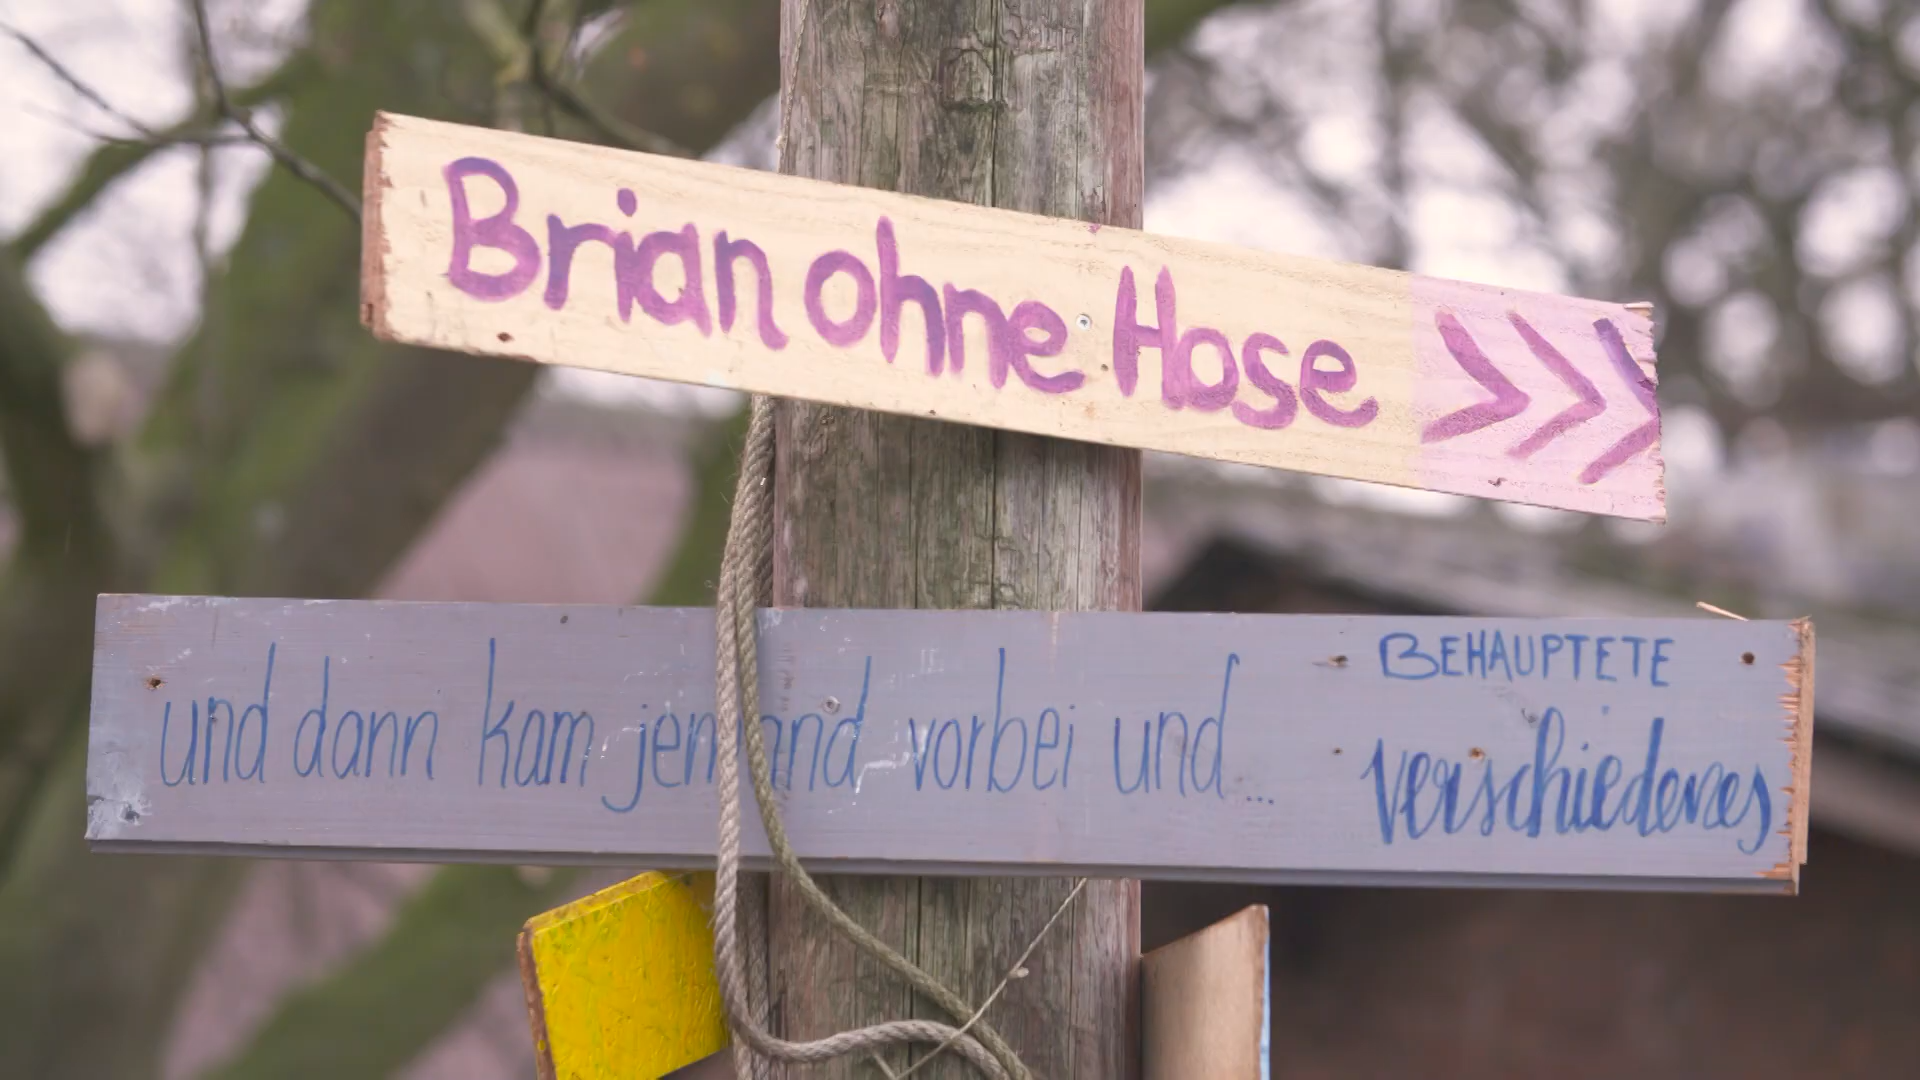 Brian ohne Hose >>>
und dann kam jemand vorbei und...
BEHAUPTETE
verschiedenes